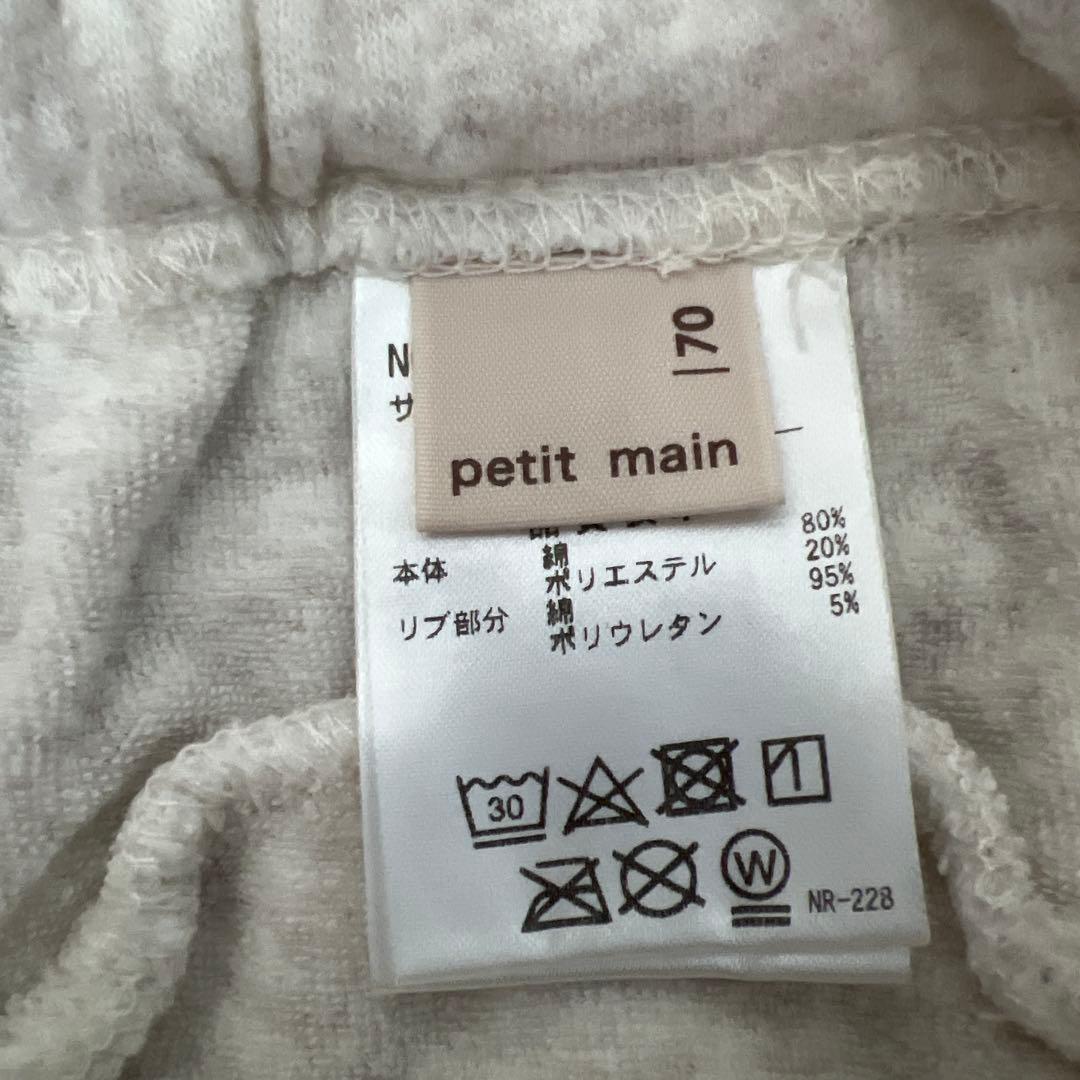 70
petit main
80%
本体 綿 20%
ポリエステル 95%
リブ部分 綿 5%
ポリウレタン
30
W
NR-228